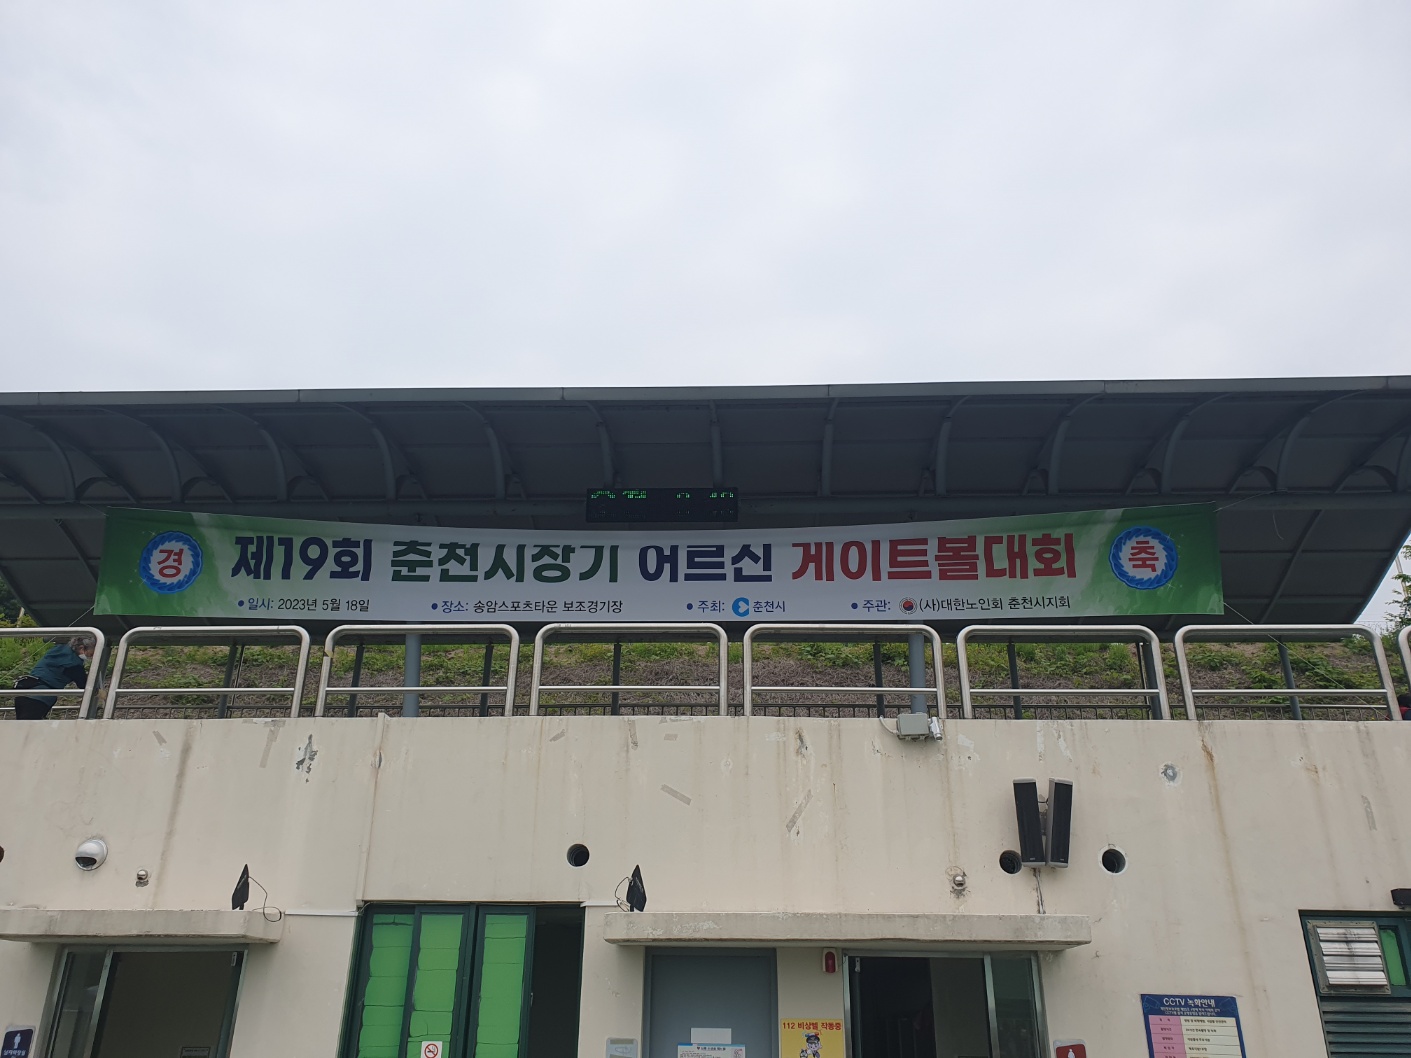 경 제19회 춘천시장기 어르신 게이트볼대회 축
• 일시: 2023년 5월 18일 • 장소: 송암스포츠타운 보조경기장 • 주최: 춘천시 • 주관: (사)대한노인회 춘천시지회
112 비상벨 작동중
CCTV 녹화안내